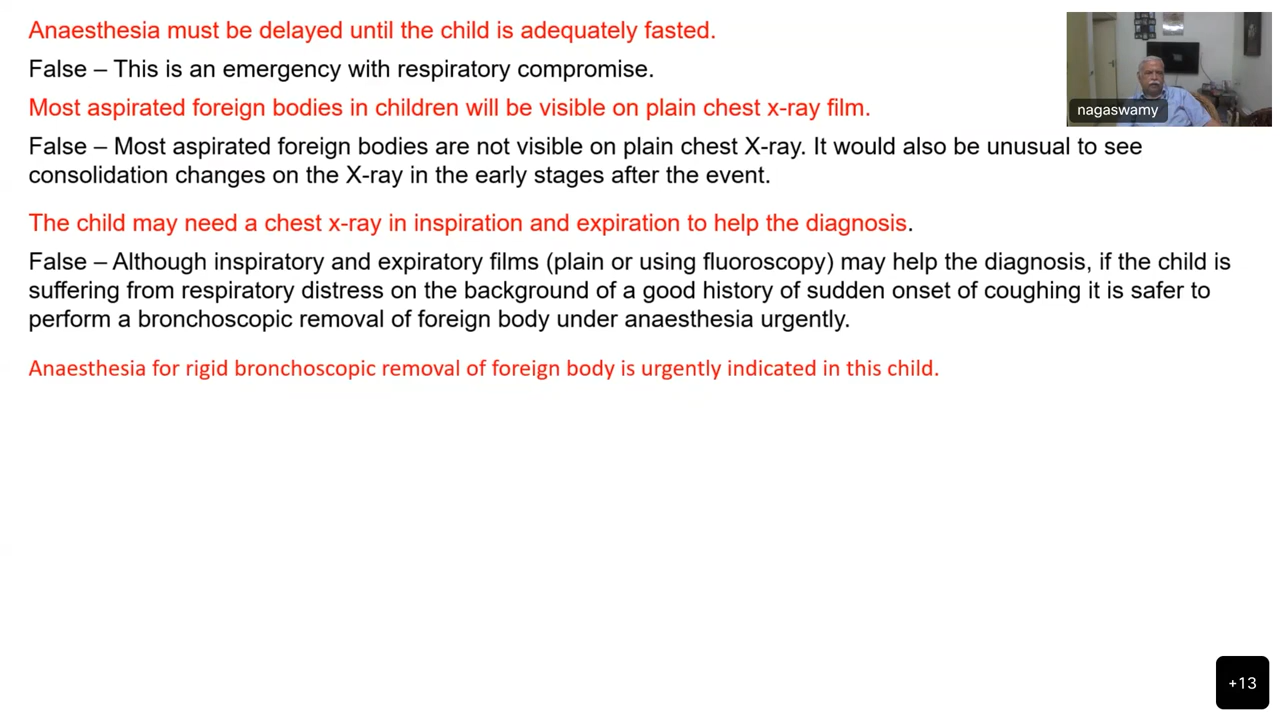 Anaesthesia must be delayed until the child is adequately fasted.
False – This is an emergency with respiratory compromise.
Most aspirated foreign bodies in children will be visible on plain chest x-ray film.
nagaswamy
False – Most aspirated foreign bodies are not visible on plain chest X-ray. It would also be unusual to see
consolidation changes on the X-ray in the early stages after the event.
The child may need a chest x-ray in inspiration and expiration to help the diagnosis.
False – Although inspiratory and expiratory films (plain or using fluoroscopy) may help the diagnosis, if the child is
suffering from respiratory distress on the background of a good history of sudden onset of coughing it is safer to
perform a bronchoscopic removal of foreign body under anaesthesia urgently.
Anaesthesia for rigid bronchoscopic removal of foreign body is urgently indicated in this child.
+13